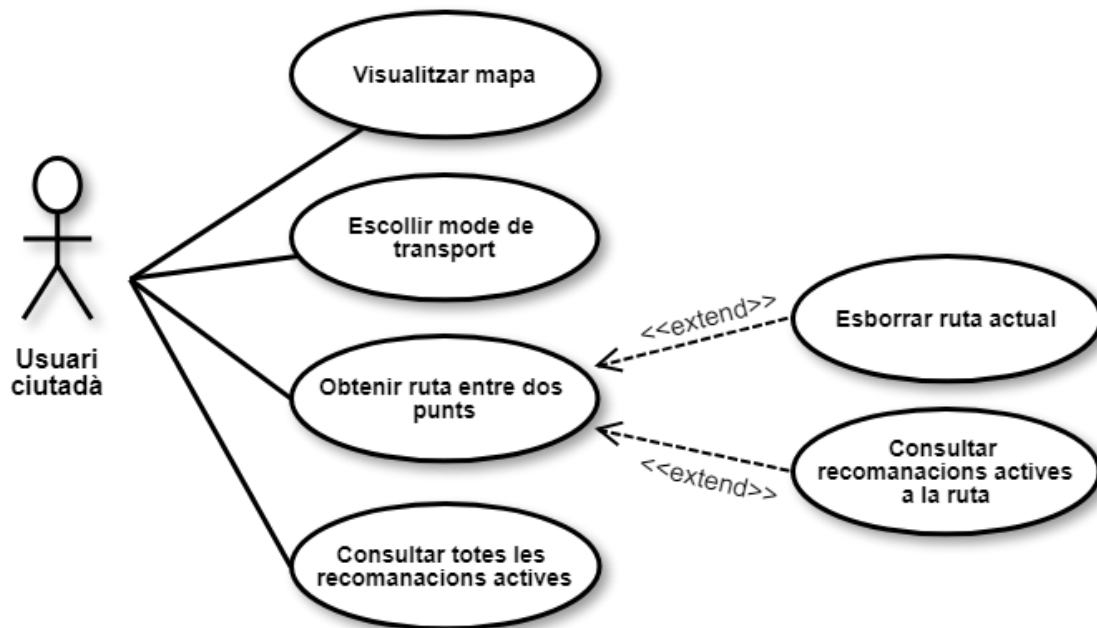 Visualitzar mapa
Escollir mode de
transport
Usuari
ciutadà
Obtenir ruta entre dos
punts
<<extend>>
Esborrar ruta actual
<<extend>>
Consultar
recomanacions actives
a la ruta
Consultar totes les
recomanacions actives